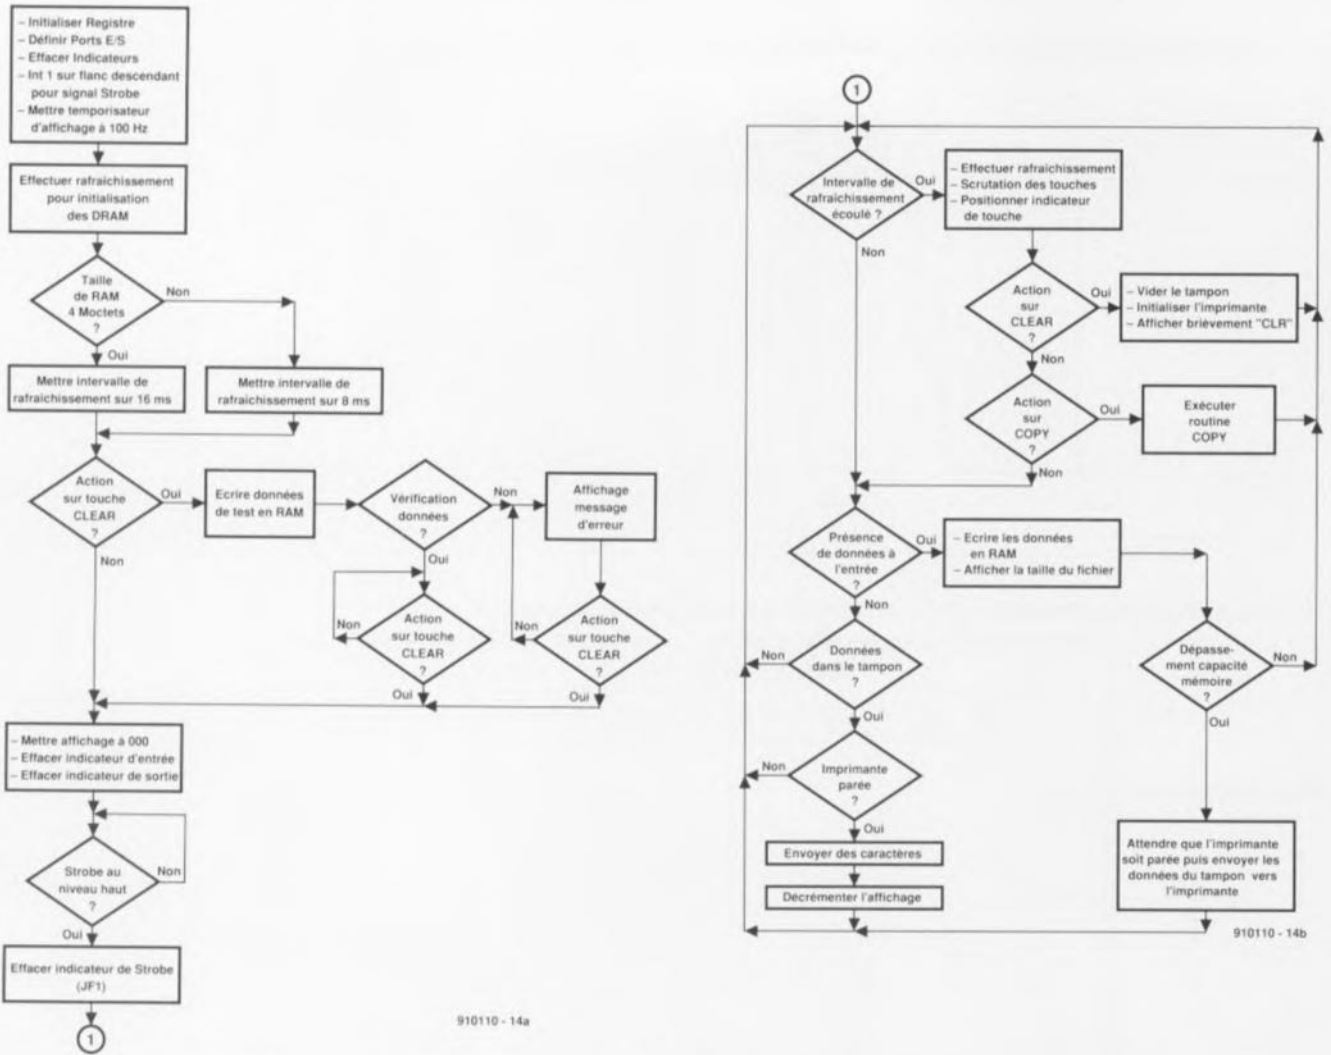 – Initialiser Registre
– Définir Ports E/S
– Effacer Indicateurs
– Int 1 sur flanc descendant
pour signal Strobe
– Mettre temporisateur
d'affichage à 100 Hz
Effectuer rafraichissement
pour initialisation
des DRAM
Taille
de RAM
4 Moctets
?
Non
Oui
Mettre intervalle de
rafraichissement sur 16 ms
Mettre intervalle de
rafraichissement sur 8 ms
Action
sur touche
CLEAR
?
Oui
Non
Ecrire données
de test en RAM
Vérification
données
?
Non
Oui
Affichage
message
d'erreur
Action
sur touche
CLEAR
?
Non
Oui
Action
sur touche
CLEAR
?
Non
Oui
– Mettre affichage à 000
– Effacer indicateur d'entrée
– Effacer indicateur de sortie
Strobe au
niveau haut
?
Non
Oui
Effacer indicateur de Strobe
(JF1)
1
910110 - 14a
1
Intervalle de
rafraichissement
écoulé ?
Oui
Non
– Effectuer rafraichissement
– Scrutation des touches
– Positionner indicateur
de touche
Action
sur
CLEAR
?
Oui
Non
– Vider le tampon
– Initialiser l'imprimante
– Afficher brièvement "CLR"
Action
sur
COPY
?
Oui
Non
Exécuter
routine
COPY
Présence
de données à
l'entrée
?
Oui
Non
– Ecrire les données
en RAM
– Afficher la taille du fichier
Données
dans le tampon
?
Non
Oui
Dépasse-
ment capacité
mémoire
?
Non
Oui
Imprimante
parée
?
Non
Oui
Envoyer des caractères
Décrémenter l'affichage
Attendre que l'imprimante
soit parée puis envoyer les
données du tampon vers
l'imprimante
910110 - 14b